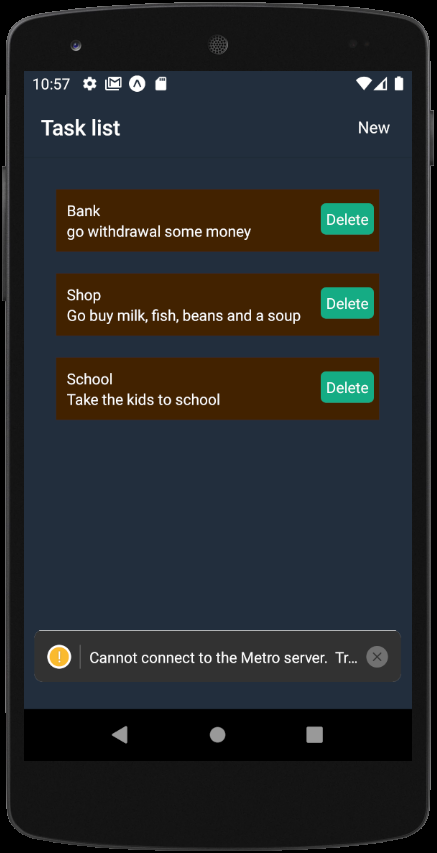 10:57
Task list
New
Bank
go withdrawal some money
Delete
Shop
Go buy milk, fish, beans and a soup
Delete
School
Take the kids to school
Delete
Cannot connect to the Metro server.  Tr...